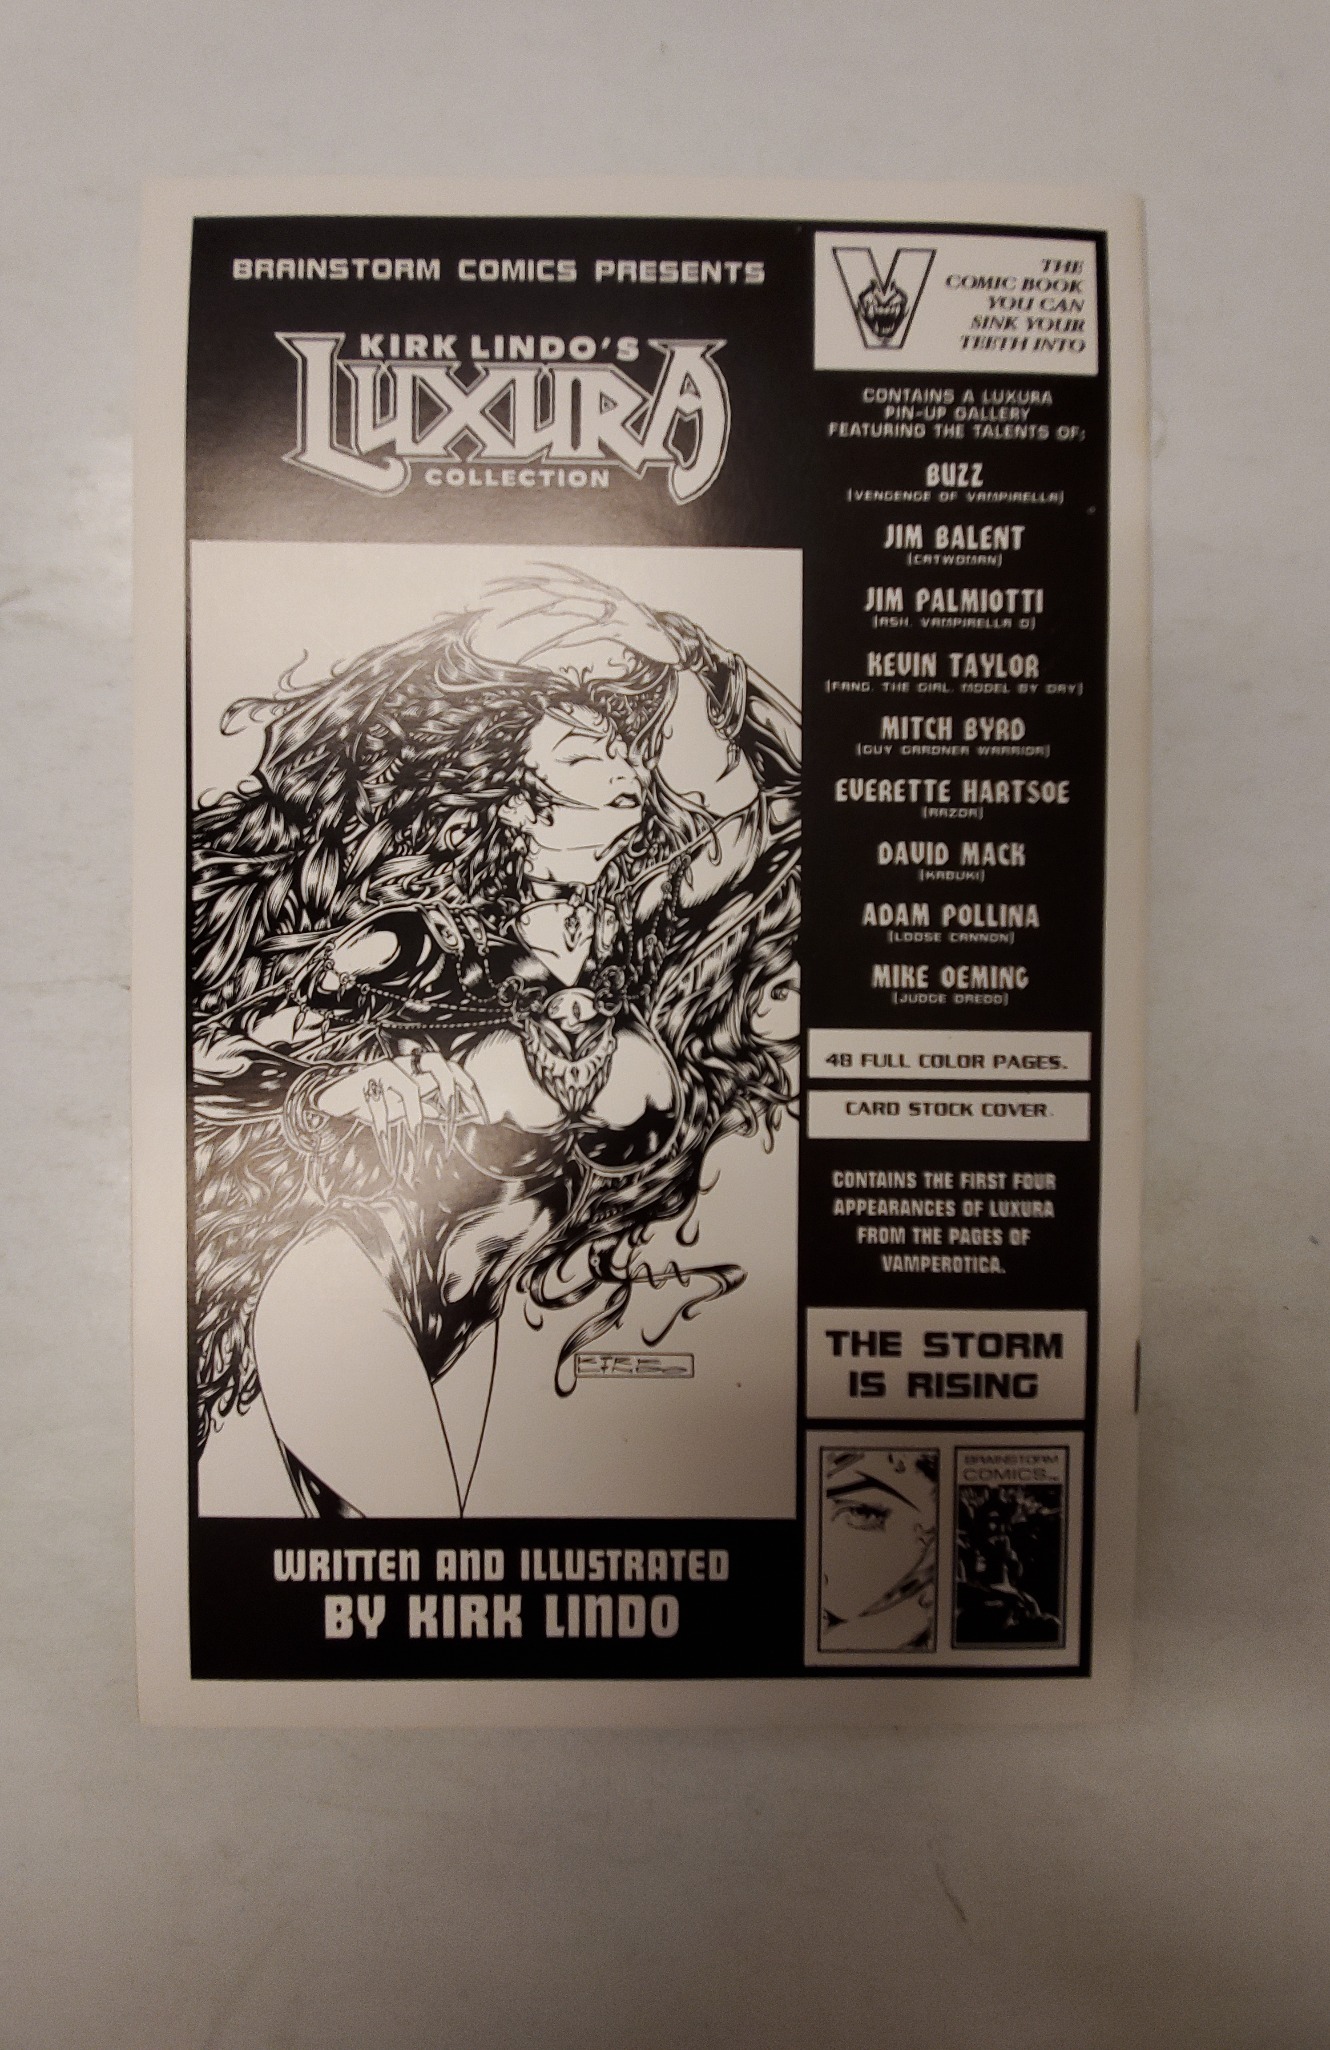 BRAINSTORM COMICS PRESENTS
KIRK LINDO'S
LUXURA
COLLECTION
WRITTEN AND ILLUSTRATED
BY KIRK LINDO
KIRK
LINDO
V
THE
COMIC BOOK
YOU CAN
SINK YOUR
TEETH INTO
CONTAINS A LUXURA
PIN-UP GALLERY
FEATURING THE TALENTS OF:
BUZZ
(VENGENCE OF VAMPIRELLA)
JIM BALENT
(CATWOMAN)
JIM PALMIOTTI
(ASH, VAMPIRELLA 0)
KEVIN TAYLOR
(FANG, THE GIRL, MODEL BY DAY)
MITCH BYRD
(GUY GARDNER WARRIOR)
EVERETTE HARTSOE
(RAZOR)
DAVID MACK
(KABUKI)
ADAM POLLINA
(LOOSE CANNON)
MIKE OEMING
(JUDGE DREDD)
48 FULL COLOR PAGES.
CARD STOCK COVER.
CONTAINS THE FIRST FOUR
APPEARANCES OF LUXURA
FROM THE PAGES OF
VAMPEROTICA.
THE STORM
IS RISING
BRAINSTORM
COMICS